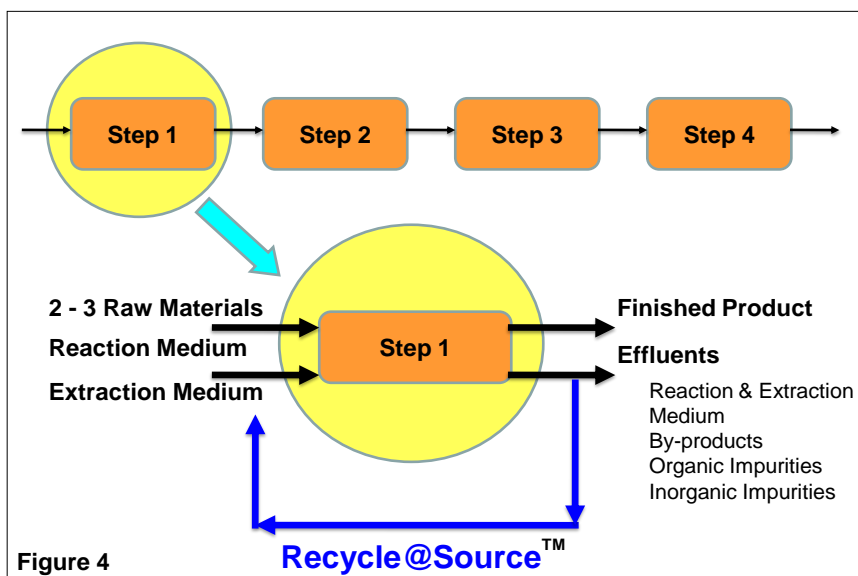 Step 1
Step 2
Step 3
Step 4
2 - 3 Raw Materials
Reaction Medium
Extraction Medium
Step 1
Finished Product
Effluents
Reaction & Extraction
Medium
By-products
Organic Impurities
Inorganic Impurities
Recycle@Source™
Figure 4